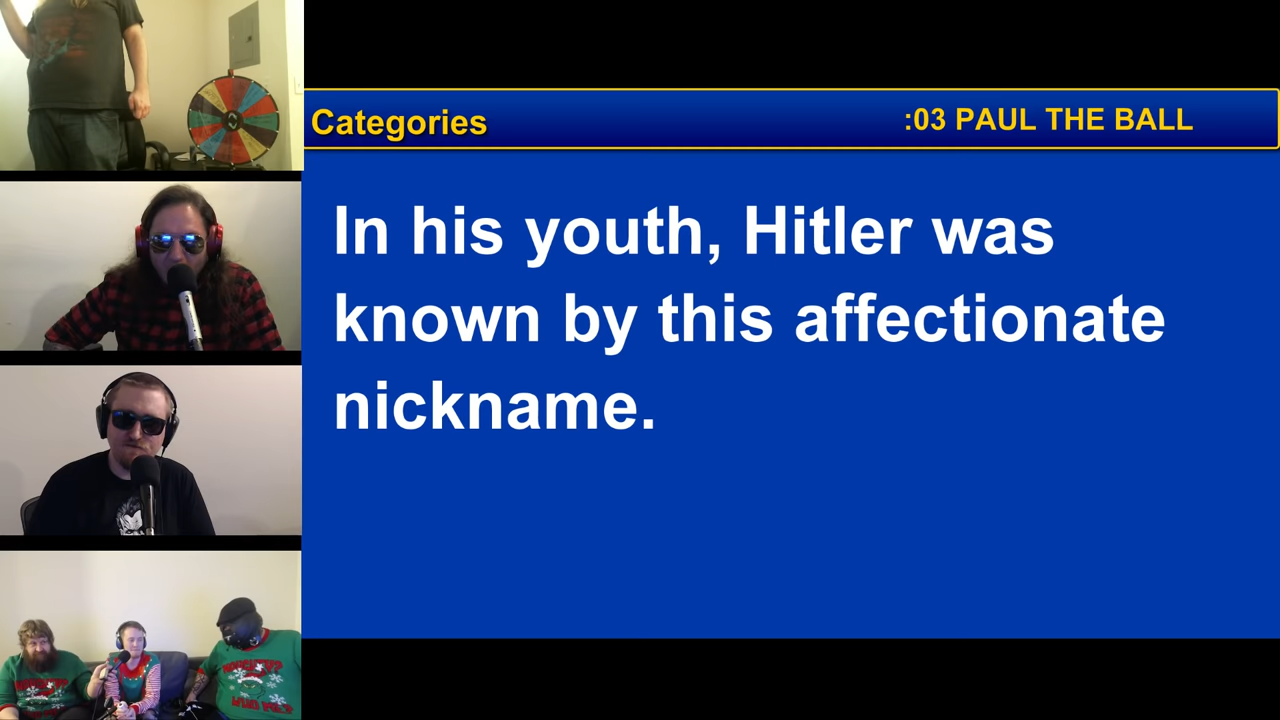 Categories
:03 PAUL THE BALL
In his youth, Hitler was
known by this affectionate
nickname.